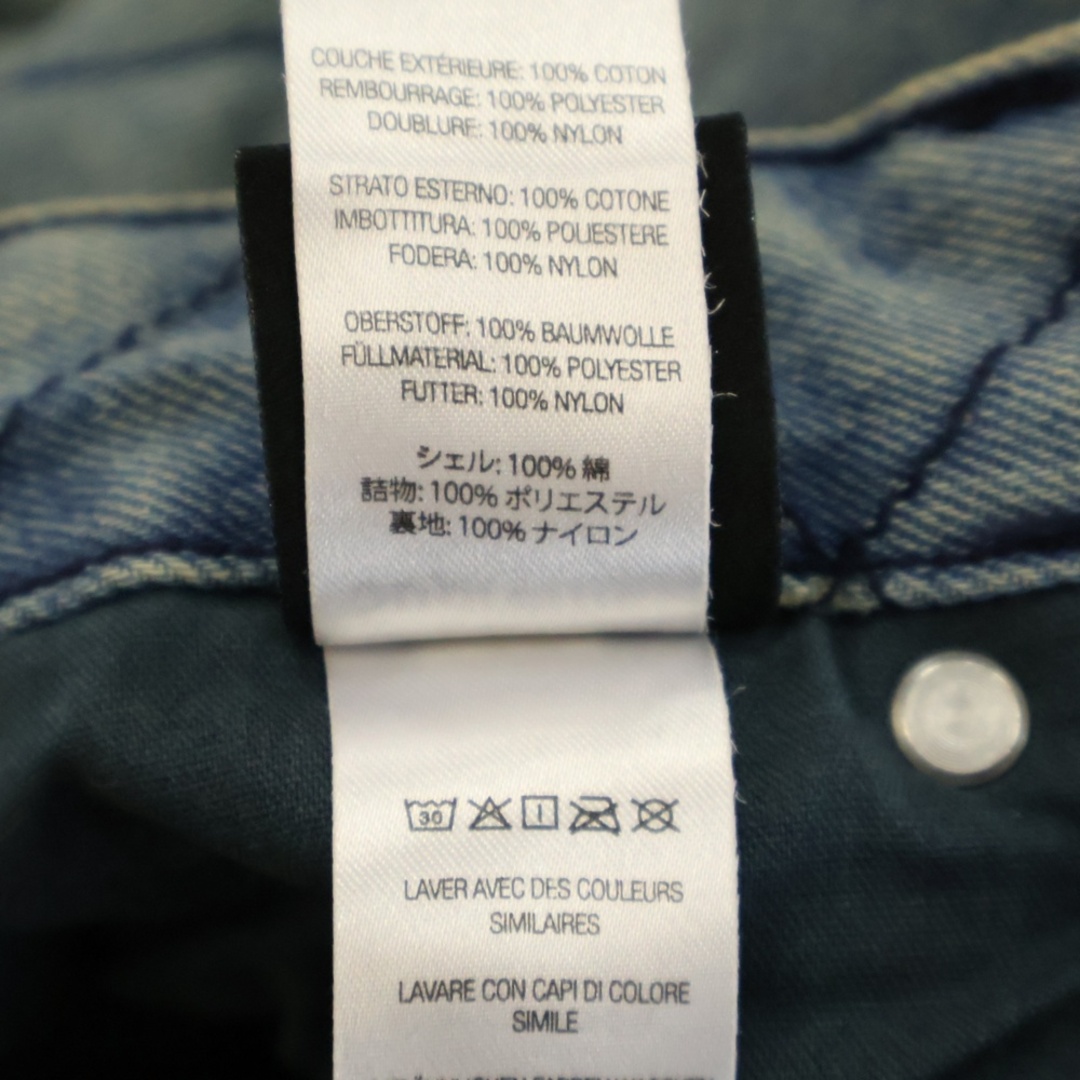 COUCHE EXTÉRIEURE: 100% COTON
REMBOURRAGE: 100% POLYESTER
DOUBLURE: 100% NYLON
STRATO ESTERNO: 100% COTONE
IMBOTTITURA: 100% POLIESTERE
FODERA: 100% NYLON
OBERSTOFF: 100% BAUMWOLLE
FÜLLMATERIAL: 100% POLYESTER
FUTTER: 100% NYLON
シェル: 100% 綿
詰物: 100% ポリエステル
裏地: 100% ナイロン
30
LAVER AVEC DES COULEURS
SIMILAIRES
LAVARE CON CAPI DI COLORE
SIMILE